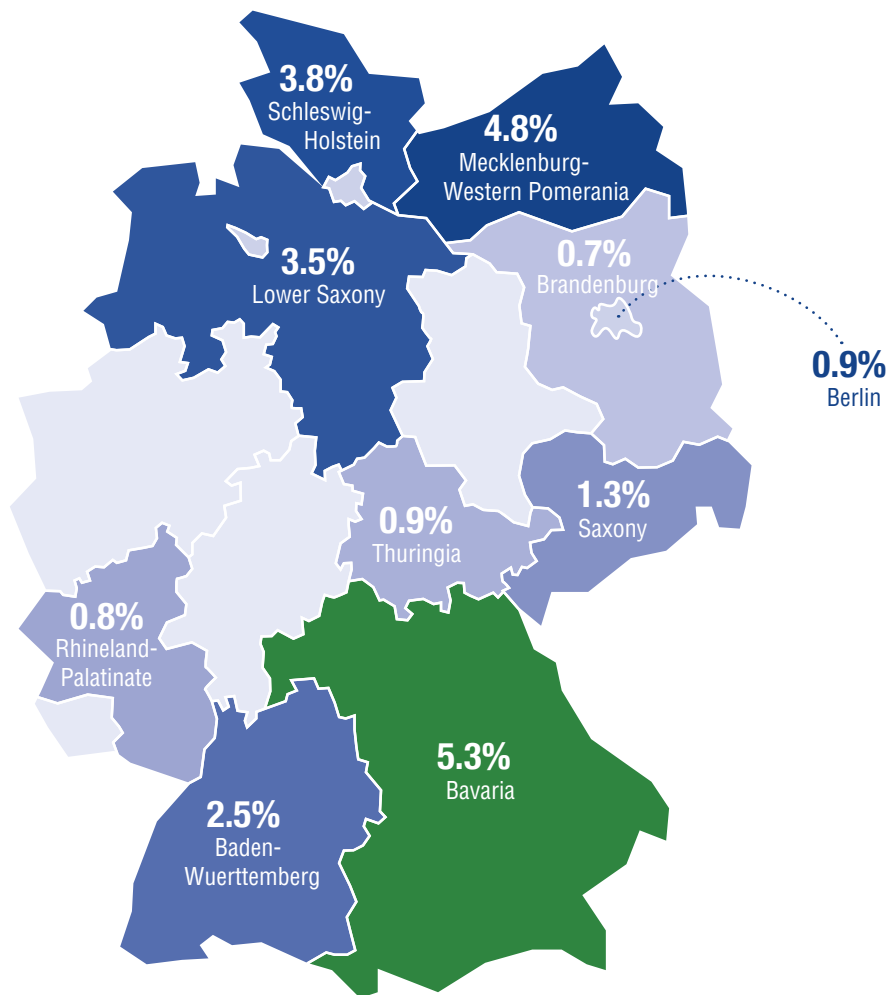 3.8%
Schleswig-
Holstein
4.8%
Mecklenburg-
Western Pomerania
3.5%
Lower Saxony
0.7%
Brandenburg
0.9%
Berlin
1.3%
Saxony
0.9%
Thuringia
0.8%
Rhineland-
Palatinate
5.3%
Bavaria
2.5%
Baden-
Wuerttemberg